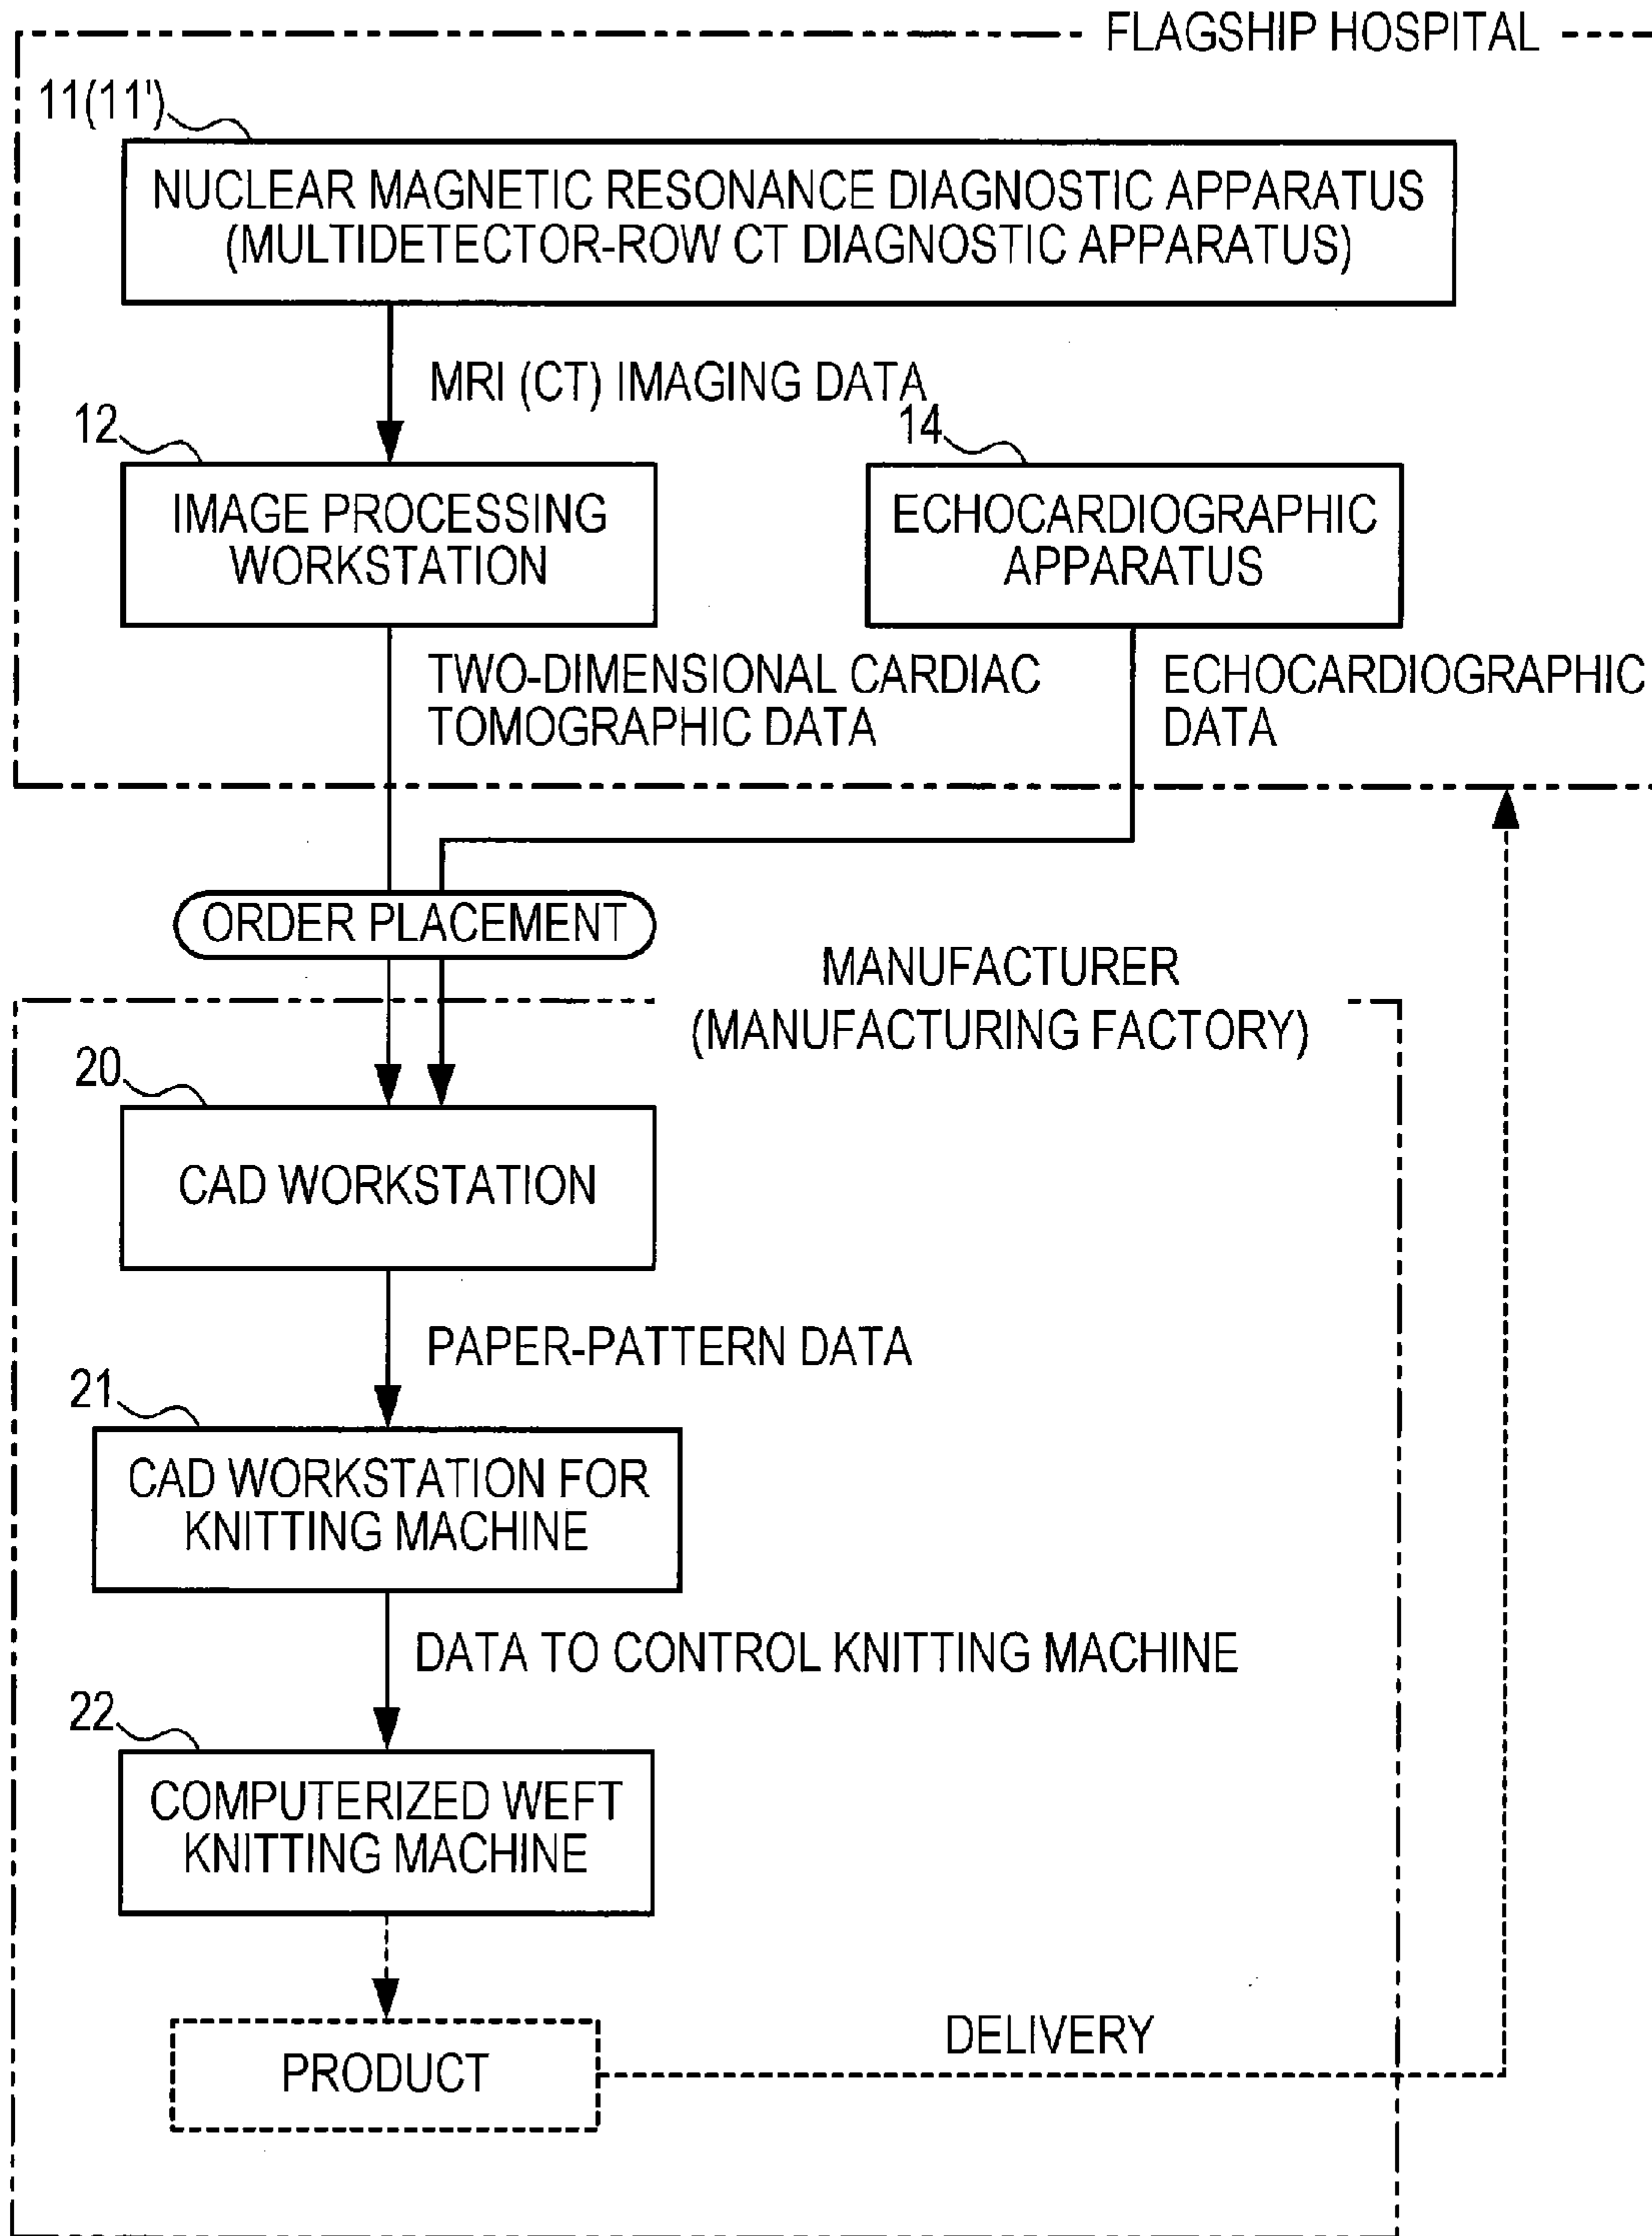 FLAGSHIP HOSPITAL
11(11')
NUCLEAR MAGNETIC RESONANCE DIAGNOSTIC APPARATUS
(MULTIDETECTOR-ROW CT DIAGNOSTIC APPARATUS)
MRI (CT) IMAGING DATA
12
14
IMAGE PROCESSING
WORKSTATION
ECHOCARDIOGRAPHIC
APPARATUS
TWO-DIMENSIONAL CARDIAC
TOMOGRAPHIC DATA
ECHOCARDIOGRAPHIC
DATA
ORDER PLACEMENT
MANUFACTURER
(MANUFACTURING FACTORY)
20
CAD WORKSTATION
PAPER-PATTERN DATA
21
CAD WORKSTATION FOR
KNITTING MACHINE
DATA TO CONTROL KNITTING MACHINE
22
COMPUTERIZED WEFT
KNITTING MACHINE
PRODUCT
DELIVERY